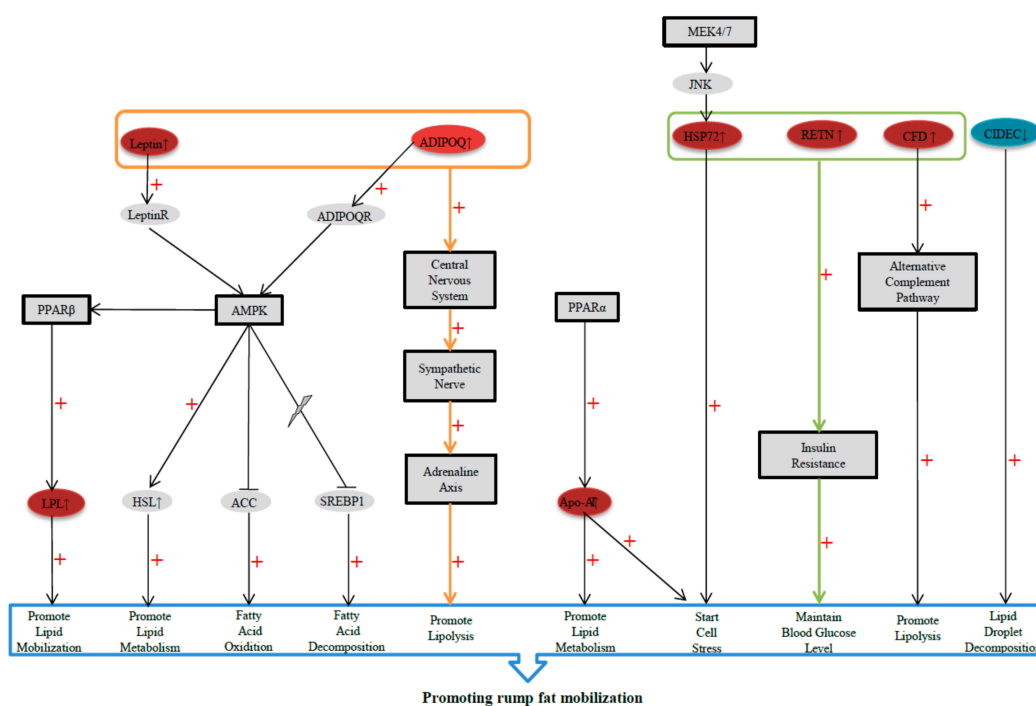 MEK4/7
JNK
Leptin↑
ADIPOQ↑
HSP72↑
RETN ↑
CFD ↑
CIDEC↓
+
+
+
+
LeptinR
ADIPOQR
Central
Nervous
System
+
Alternative
Complement
Pathway
PPARβ
AMPK
PPARα
+
Sympathetic
Nerve
+
+
+
+
+
Adrenaline
Axis
Insulin
Resistance
+
+
LPL↑
HSL↑
ACC
SREBP1
Apo-AI↑
+
+
+
+
+
+
+
+
Promote
Lipid
Mobilization
Promote
Lipid
Metabolism
Fatty
Acid
Oxidition
Fatty
Acid
Decomposition
Promote
Lipolysis
Promote
Lipid
Metabolism
Start
Cell
Stress
Maintain
Blood Glucose
Level
Promote
Lipolysis
Lipid
Droplet
Decomposition
Promoting rump fat mobilization